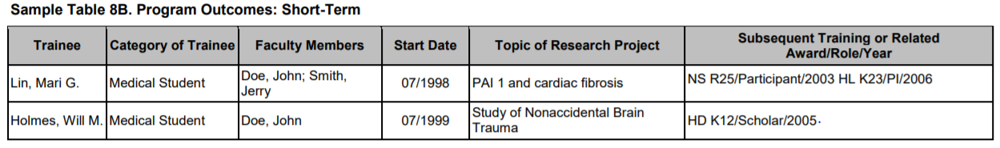 Sample Table 8B. Program Outcomes: Short-Term
Trainee Category of Trainee Faculty Members Start Date Topic of Research Project Subsequent Training or Related
Award/Role/Year
Lin, Mari G. Medical Student Doe, John; Smith,
Jerry 07/1998 PAI 1 and cardiac fibrosis NS R25/Participant/2003 HL K23/PI/2006
Holmes, Will M. Medical Student Doe, John 07/1999 Study of Nonaccidental Brain
Trauma HD K12/Scholar/2005